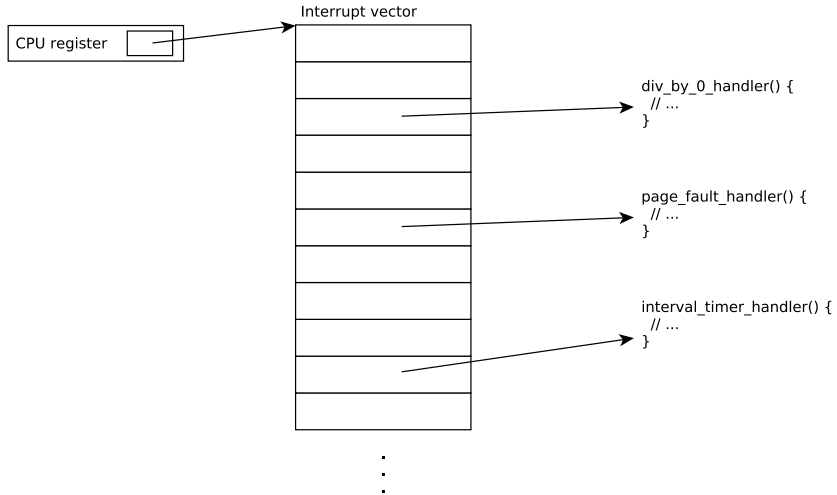 Interrupt vector
CPU register
div_by_0_handler() {
// ...
}
page_fault_handler() {
// ...
}
interval_timer_handler() {
// ...
}
.
.
.